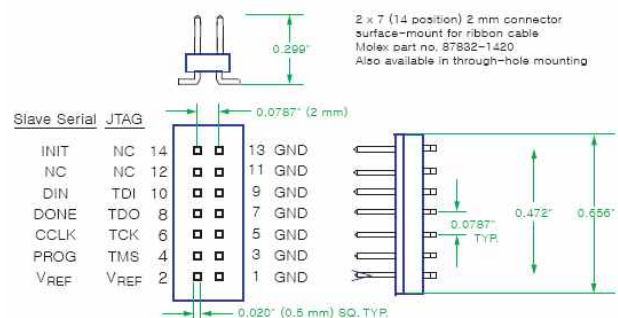 2 x 7 (14 position) 2 mm connector
surface-mount for ribbon cable
Molex part no. 87832-1420
Also available in through-hole mounting
0.299"
0.0787" (2 mm)
Slave Serial JTAG
INIT NC 14 13 GND
NC NC 12 11 GND
DIN TDI 10 9 GND
DONE TDO 8 7 GND
CCLK TCK 6 5 GND
PROG TMS 4 3 GND
VREF VREF 2 1 GND
0.0787"
TYP.
0.472"
0.656"
0.020" (0.5 mm) SQ. TYP.